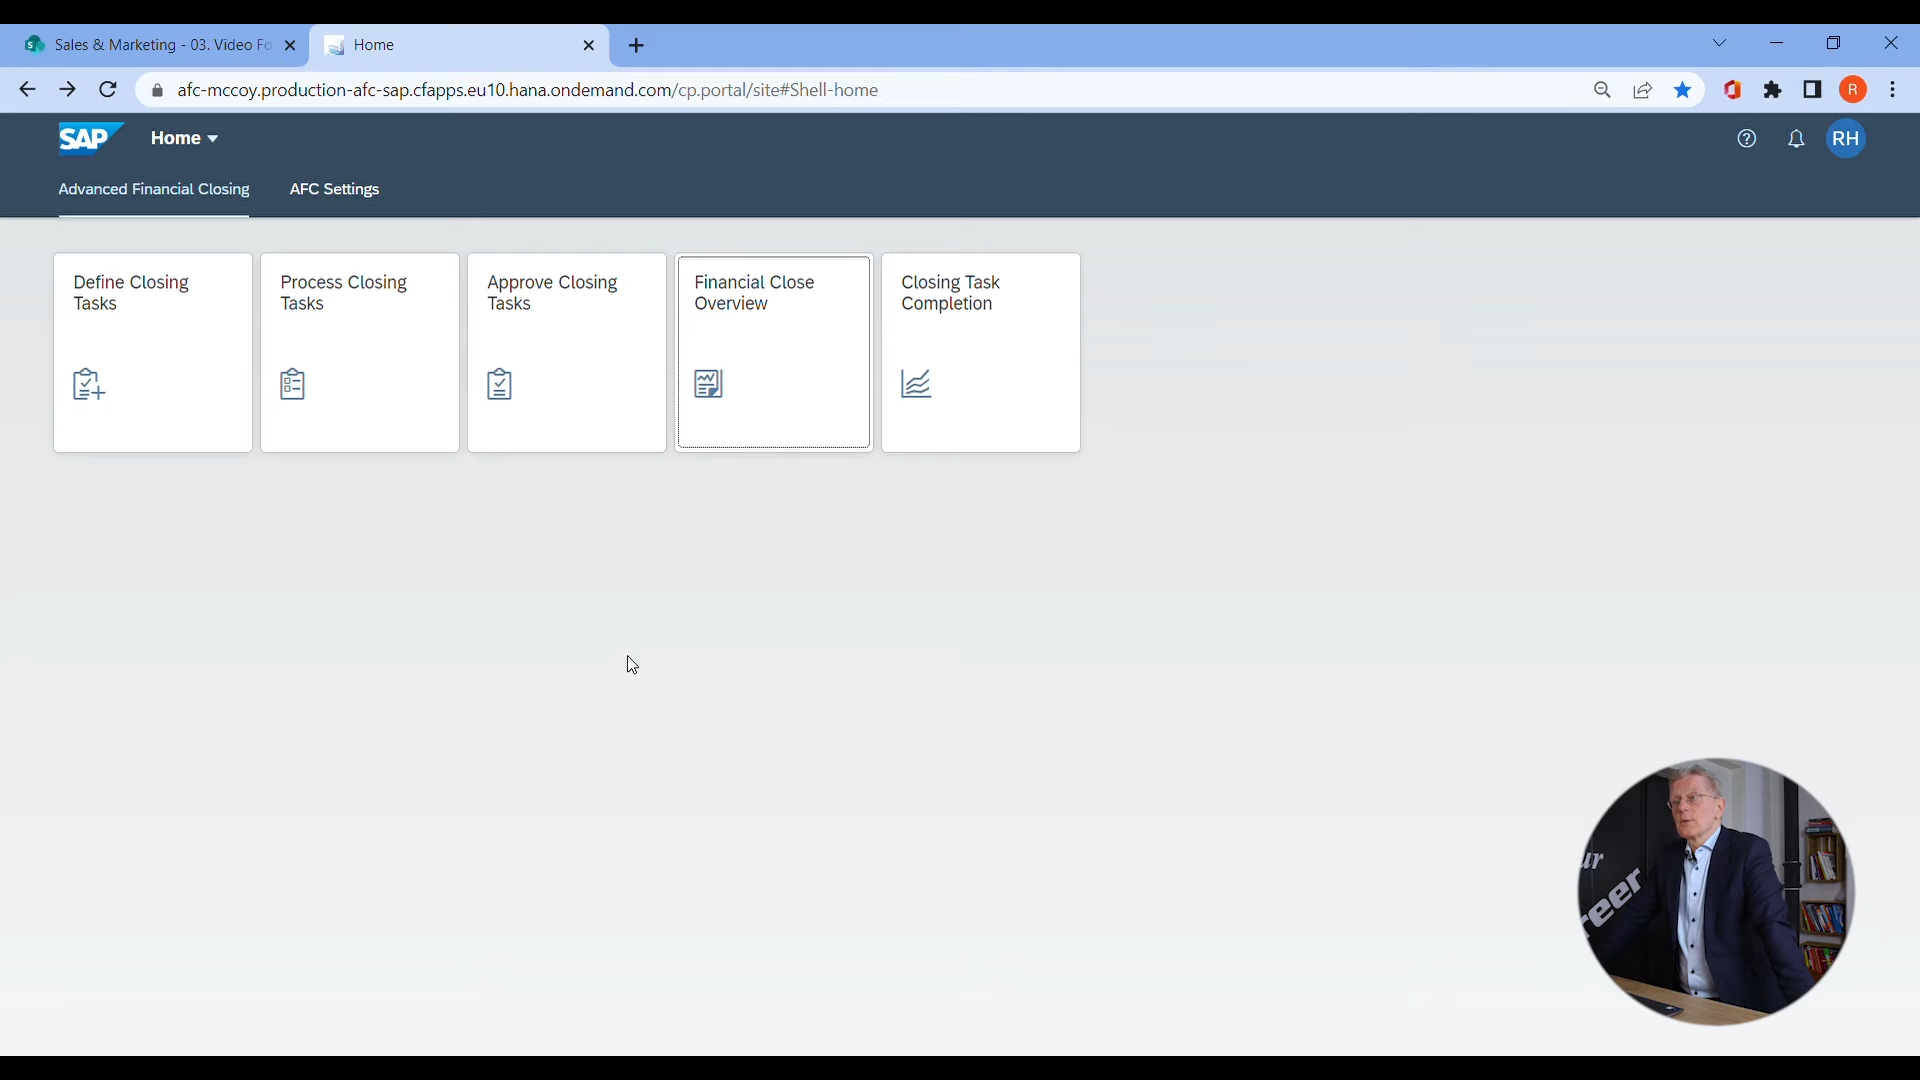 Sales & Marketing - 03. Video Fo
Home
afc-mccoy.production-afc-sap.cfapps.eu10.hana.ondemand.com/cp.portal/site#Shell-home
R
SAP
Home
RH
Advanced Financial Closing
AFC Settings
Define Closing
Tasks
Process Closing
Tasks
Approve Closing
Tasks
Financial Close
Overview
Closing Task
Completion
ur
reer